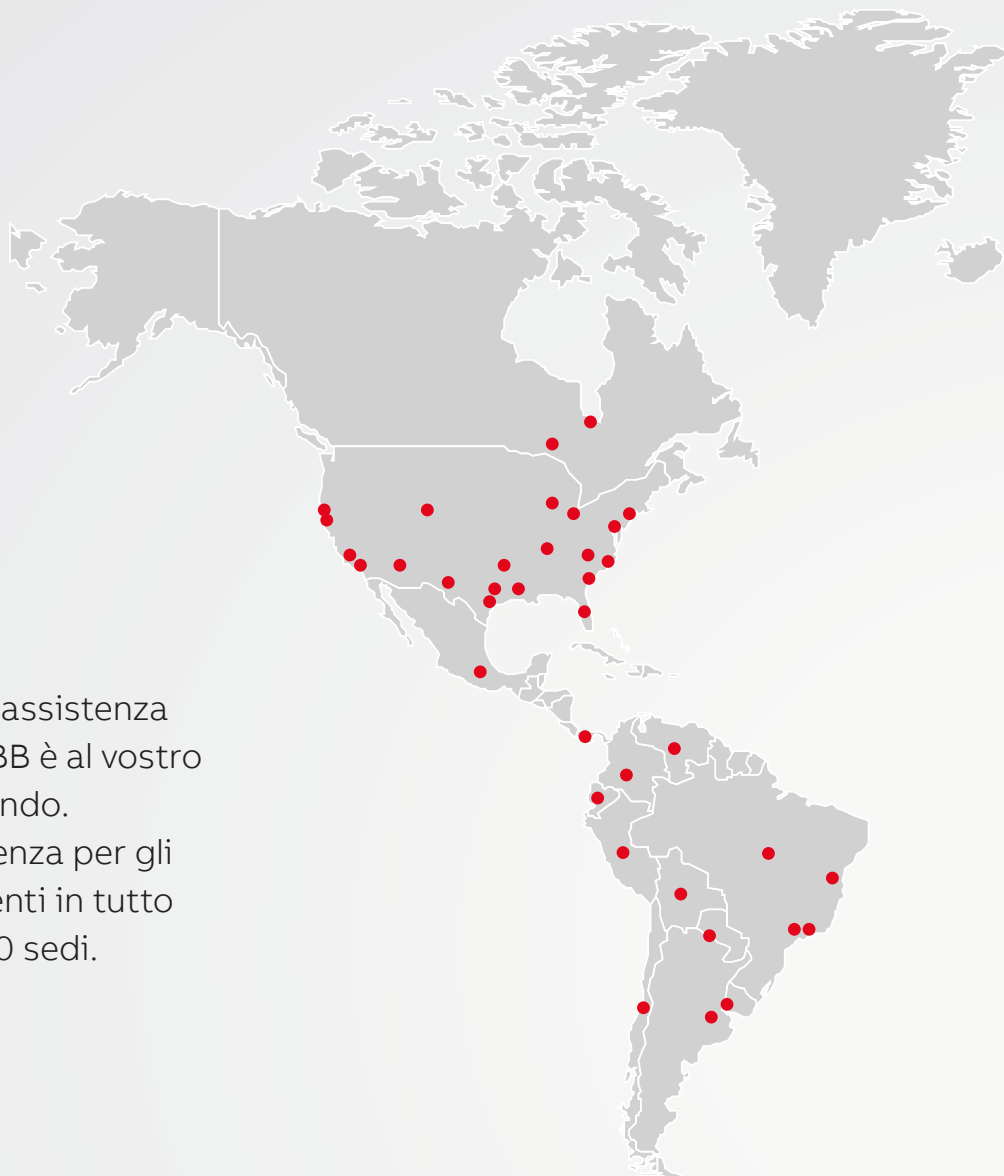 assistenza
BB è al vostro
ndo.
enza per gli
enti in tutto
0 sedi.